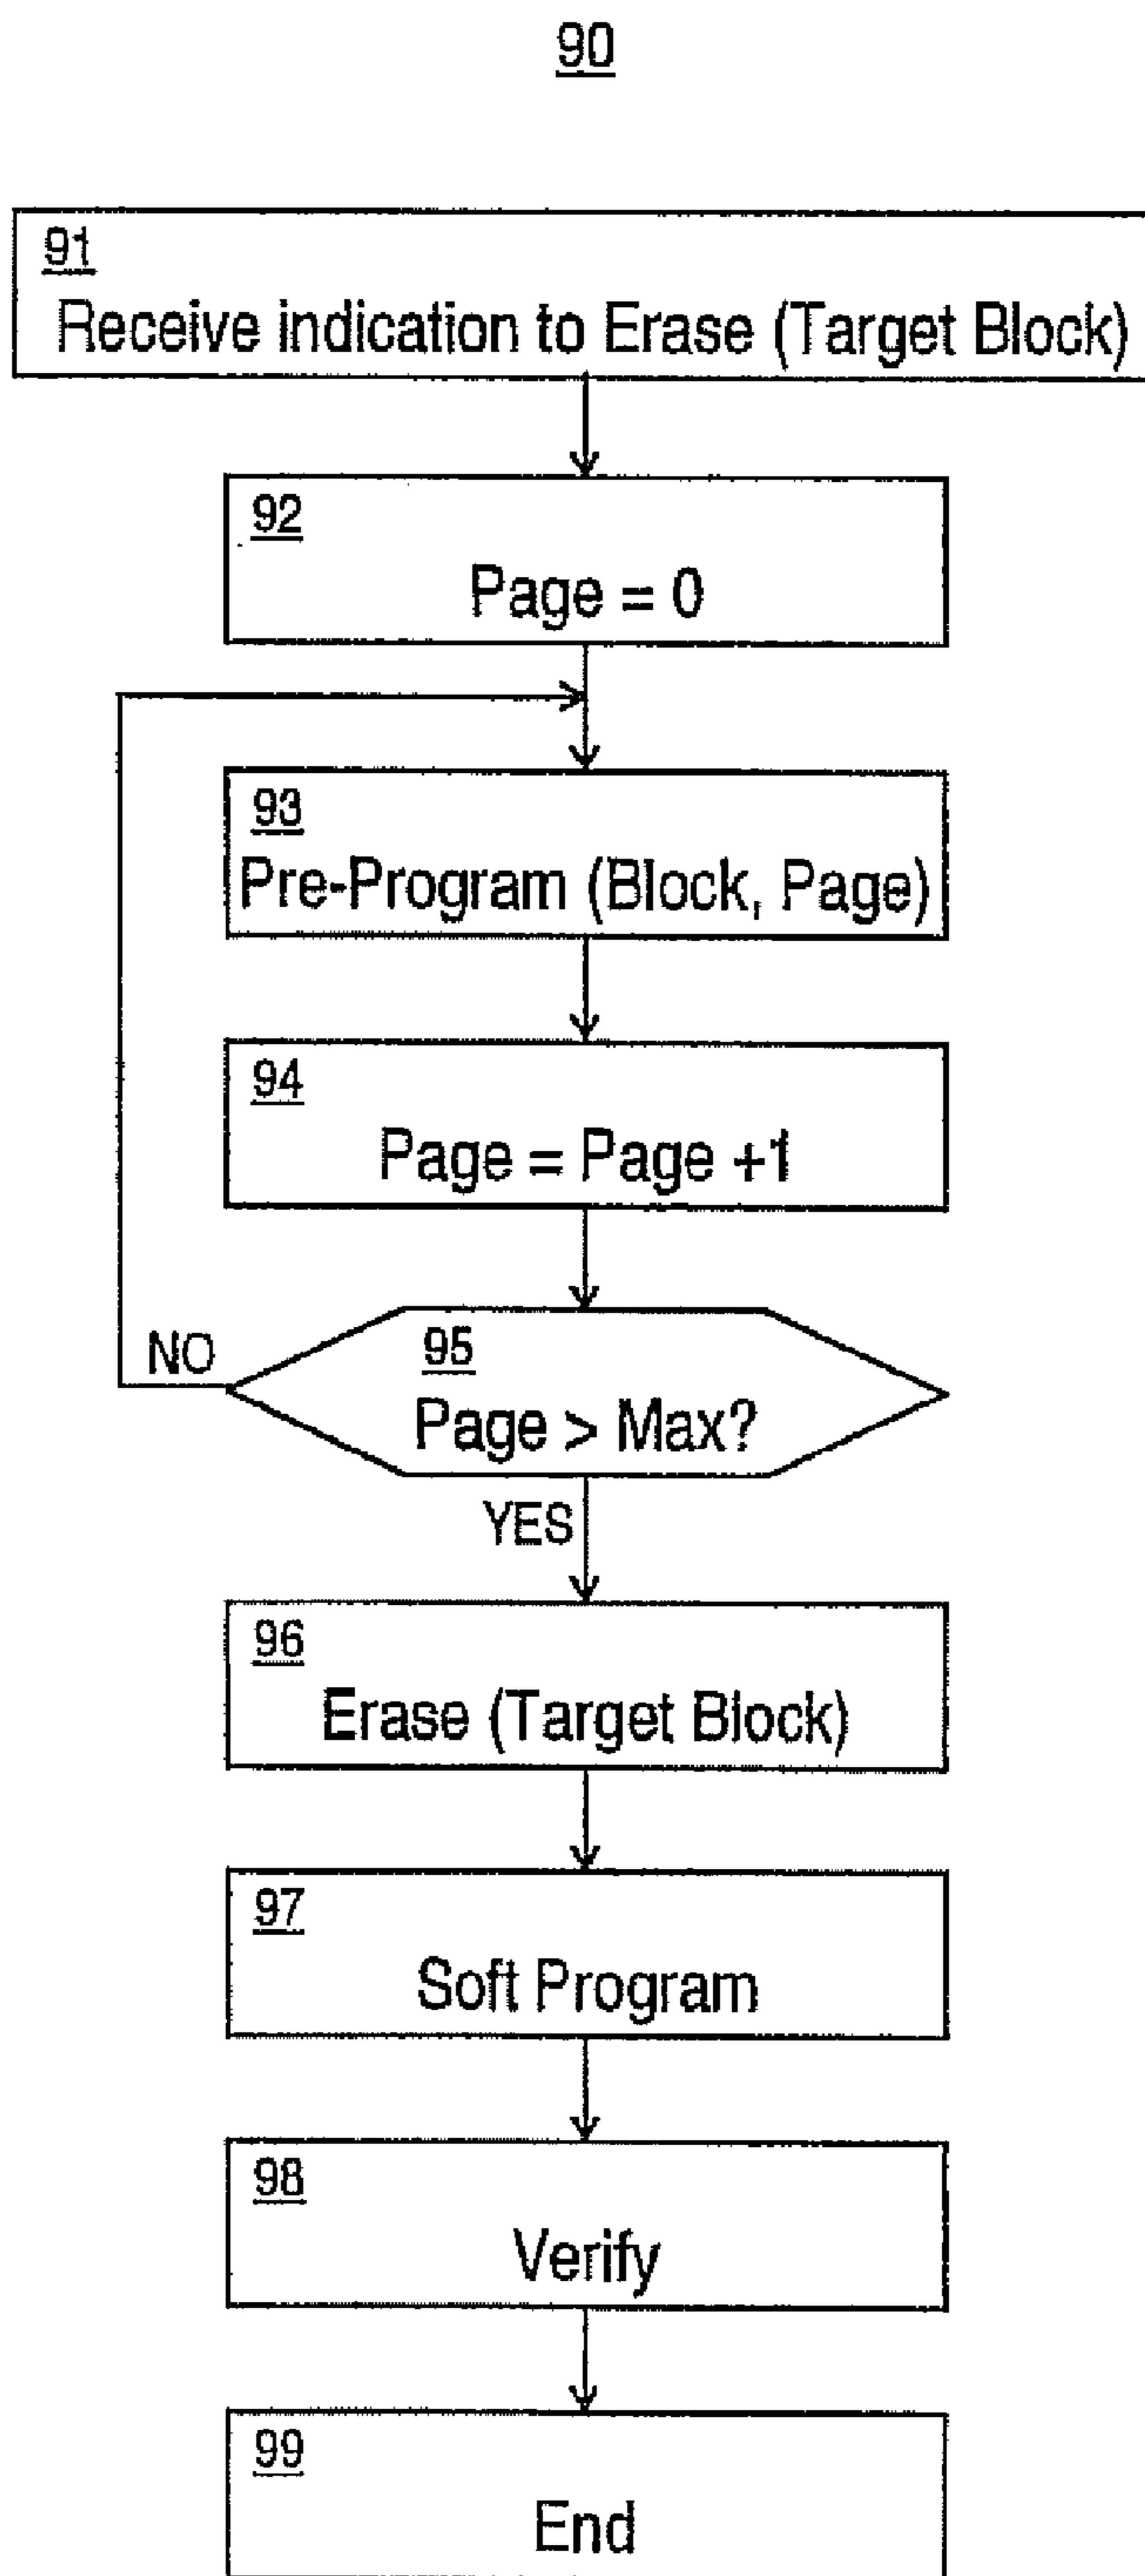 90
91
Receive indication to Erase (Target Block)
92
Page = 0
93
Pre-Program (Block, Page)
94
Page = Page +1
95
Page > Max?
NO
YES
96
Erase (Target Block)
97
Soft Program
98
Verify
99
End